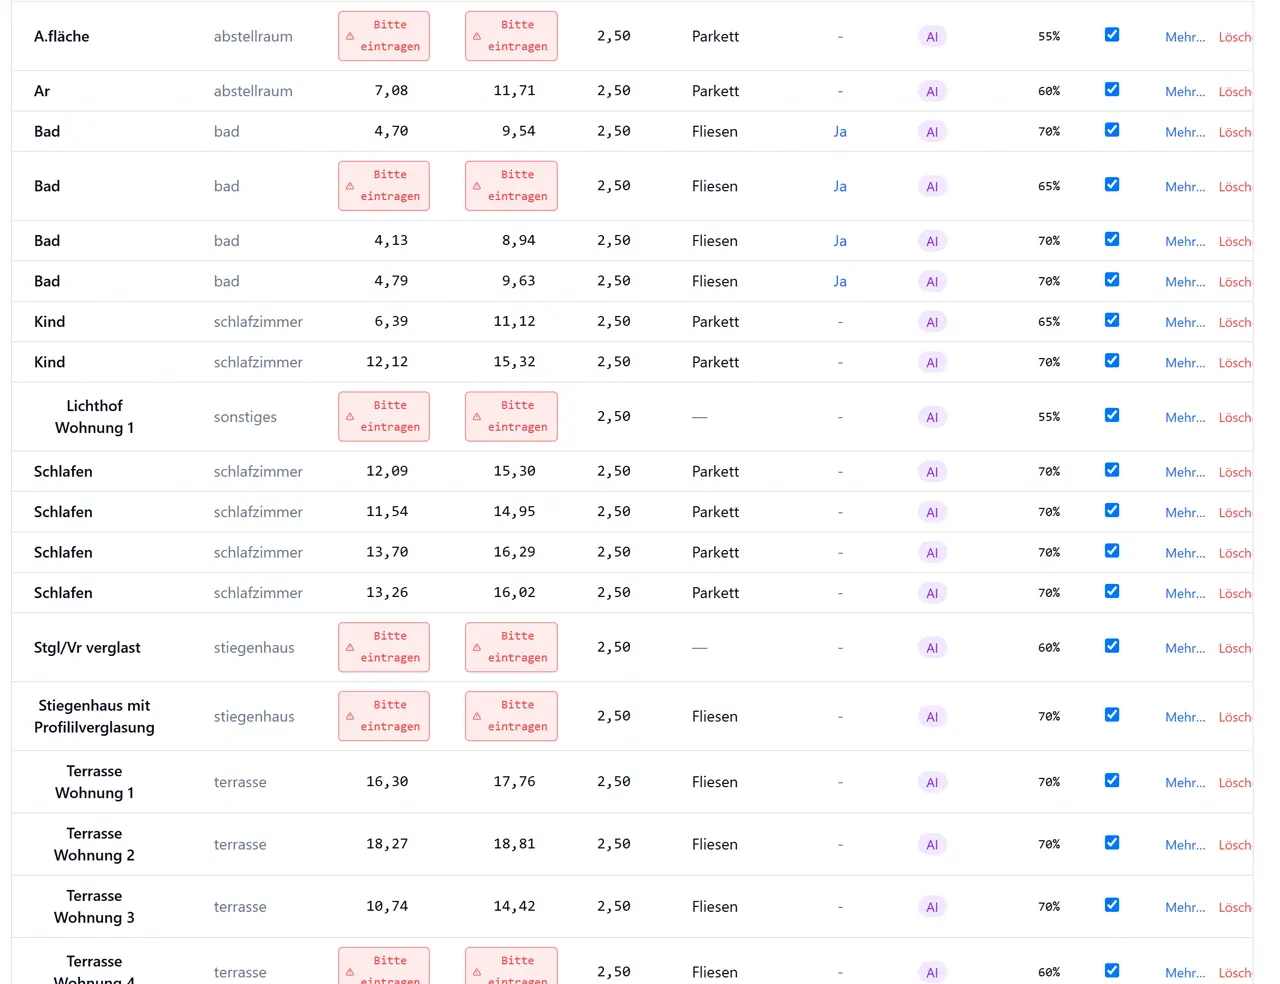 A.fläche abstellraum Bitte eintragen Bitte eintragen 2,50 Parkett - AI 55% Mehr... Lösch
Ar abstellraum 7,08 11,71 2,50 Parkett - AI 60% Mehr... Lösch
Bad bad 4,70 9,54 2,50 Fliesen Ja AI 70% Mehr... Lösch
Bad bad Bitte eintragen Bitte eintragen 2,50 Fliesen Ja AI 65% Mehr... Lösch
Bad bad 4,13 8,94 2,50 Fliesen Ja AI 70% Mehr... Lösch
Bad bad 4,79 9,63 2,50 Fliesen Ja AI 70% Mehr... Lösch
Kind schlafzimmer 6,39 11,12 2,50 Parkett - AI 65% Mehr... Lösch
Kind schlafzimmer 12,12 15,32 2,50 Parkett - AI 70% Mehr... Lösch
Lichthof Wohnung 1 sonstiges Bitte eintragen Bitte eintragen 2,50 — - AI 55% Mehr... Lösch
Schlafen schlafzimmer 12,09 15,30 2,50 Parkett - AI 70% Mehr... Lösch
Schlafen schlafzimmer 11,54 14,95 2,50 Parkett - AI 70% Mehr... Lösch
Schlafen schlafzimmer 13,70 16,29 2,50 Parkett - AI 70% Mehr... Lösch
Schlafen schlafzimmer 13,26 16,02 2,50 Parkett - AI 70% Mehr... Lösch
Stgl/Vr verglast stiegenhaus Bitte eintragen Bitte eintragen 2,50 — - AI 60% Mehr... Lösch
Stiegenhaus mit Profililverglasung stiegenhaus Bitte eintragen Bitte eintragen 2,50 Fliesen - AI 70% Mehr... Lösch
Terrasse Wohnung 1 terrasse 16,30 17,76 2,50 Fliesen - AI 70% Mehr... Lösch
Terrasse Wohnung 2 terrasse 18,27 18,81 2,50 Fliesen - AI 70% Mehr... Lösch
Terrasse Wohnung 3 terrasse 10,74 14,42 2,50 Fliesen - AI 70% Mehr... Lösch
Terrasse Wohnung 4 terrasse Bitte eintragen Bitte eintragen 2,50 Fliesen - AI 60% Mehr... Lösch